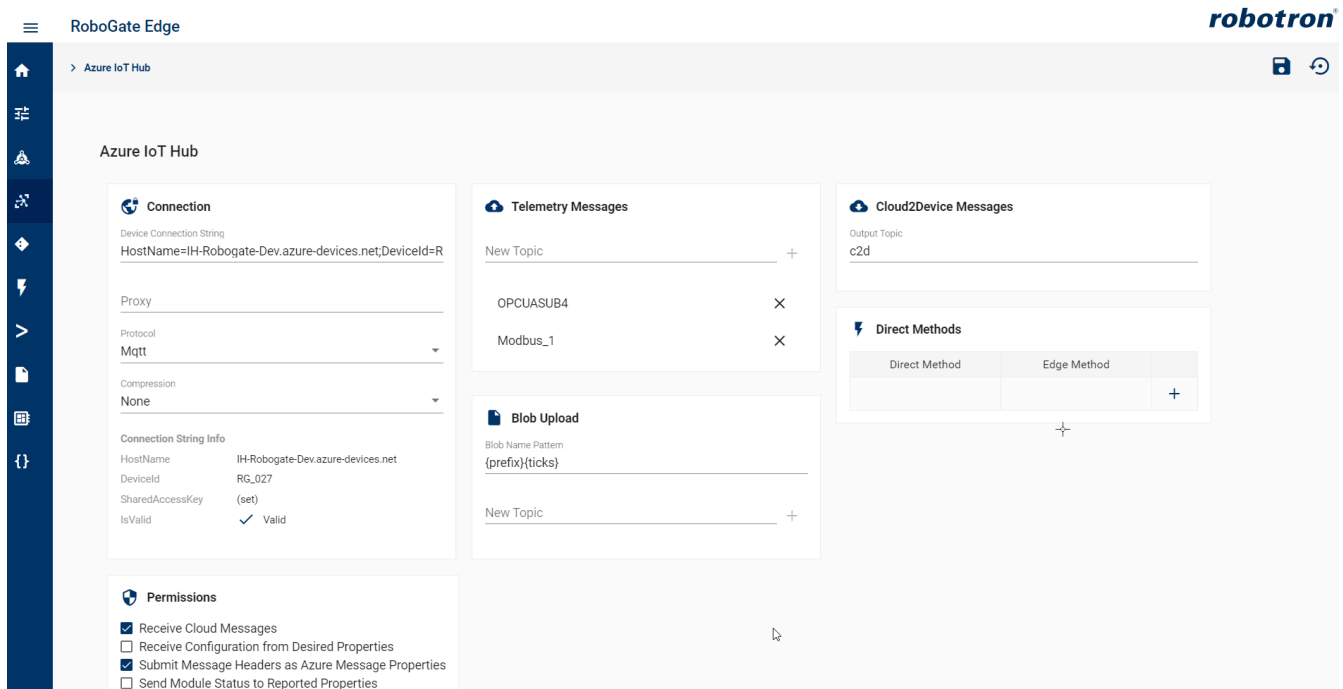 RoboGate Edge
robotron®
> Azure IoT Hub
Azure IoT Hub
Connection
Device Connection String
HostName=IH-Robogate-Dev.azure-devices.net;DeviceId=R
Proxy
Protocol
Mqtt
Compression
None
Connection String Info
HostName IH-Robogate-Dev.azure-devices.net
DeviceId RG_027
SharedAccessKey (set)
IsValid Valid
Telemetry Messages
New Topic
OPCUASUB4
Modbus_1
Blob Upload
Blob Name Pattern
{prefix}{ticks}
New Topic
Cloud2Device Messages
Output Topic
c2d
Direct Methods
Direct Method Edge Method
Permissions
Receive Cloud Messages
Receive Configuration from Desired Properties
Submit Message Headers as Azure Message Properties
Send Module Status to Reported Properties